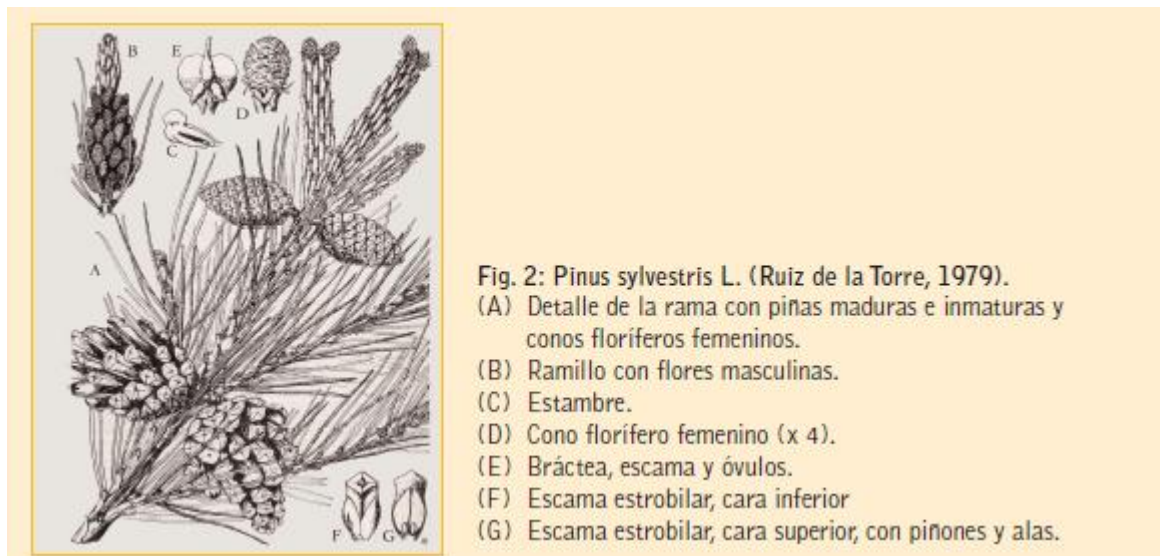 B
E
D
C
A
F
G
Fig. 2: Pinus sylvestris L. (Ruiz de la Torre, 1979).
(A) Detalle de la rama con piñas maduras e inmaturas y
conos floríferos femeninos.
(B) Ramillo con flores masculinas.
(C) Estambre.
(D) Cono florífero femenino (x 4).
(E) Bráctea, escama y óvulos.
(F) Escama estrobilar, cara inferior
(G) Escama estrobilar, cara superior, con piñones y alas.